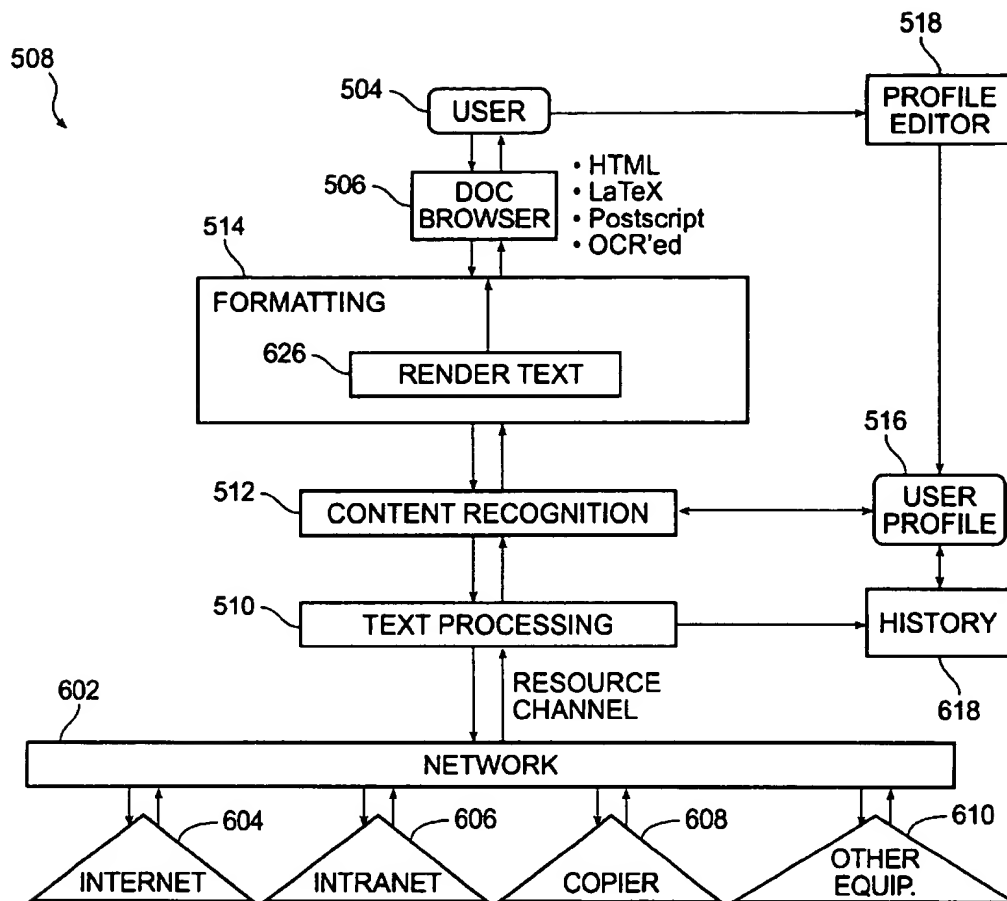 518
508
504
USER
PROFILE
EDITOR
506
DOC
BROWSER
• HTML
• LaTeX
• Postscript
• OCR'ed
514
FORMATTING
626
RENDER TEXT
516
512
CONTENT RECOGNITION
USER
PROFILE
510
TEXT PROCESSING
HISTORY
RESOURCE
CHANNEL
618
602
NETWORK
604
606
608
610
INTERNET
INTRANET
COPIER
OTHER
EQUIP.